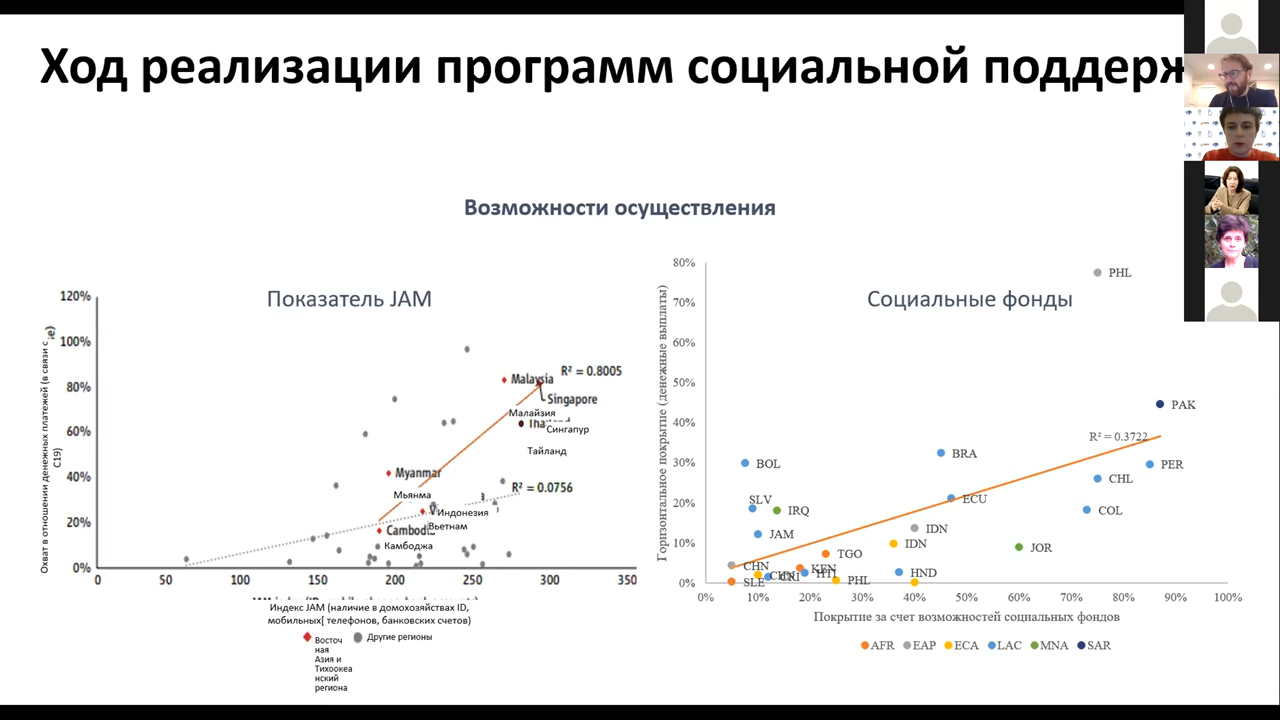 Ход реализации программ социальной поддерж
Возможности осуществления
Показатель JAM
120%
100%
80%
60%
40%
20%
0%
Охват в отношении денежных платежей (в связи с
C19)
R² = 0.8005
Malaysia
Singapore
Малайзия
Сингапур
Тайланд
Myanmar
R² = 0.0756
Мьянма
Индонезия
Вьетнам
Камбоджа
0
50
100
150
200
250
300
350
Индекс JAM (наличие в домохозяйствах ID,
мобильных[ телефонов, банковских счетов)
Восточ
ная
Азия и
Тихоокеа
нский
региона
Другие регионы
Социальные фонды
80%
70%
60%
50%
40%
30%
20%
10%
0%
Горизонтальное покрытие (денежные выплаты)
PHL
PAK
R² = 0.3722
BRA
BOL
PER
CHL
ECU
SLV
IRQ
COL
IDN
JAM
IDN
JOR
TGO
CHN
KEN
HTI
HND
CRI
SLE
PHL
0%
10%
20%
30%
40%
50%
60%
70%
80%
90%
100%
Покрытие за счет возможностей социальных фондов
AFR
EAP
ECA
LAC
MNA
SAR